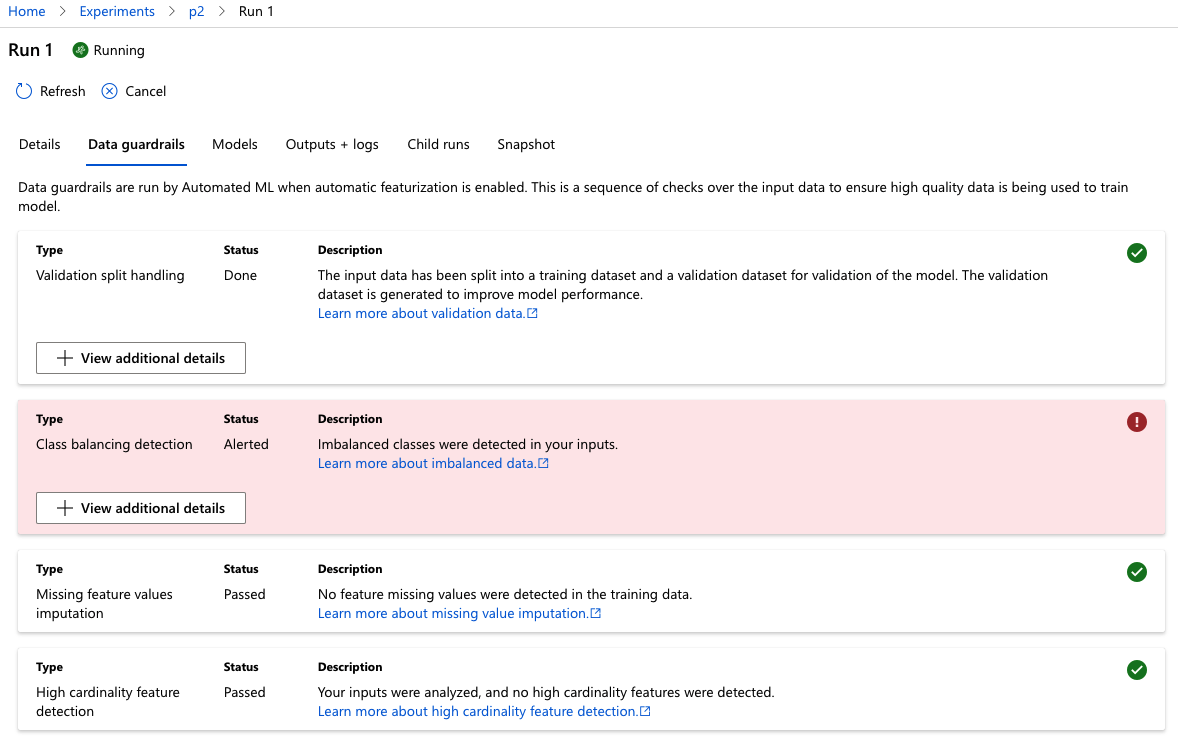 Home > Experiments > p2 > Run 1
Run 1 Running
Refresh Cancel
Details Data guardrails Models Outputs + logs Child runs Snapshot
Data guardrails are run by Automated ML when automatic featurization is enabled. This is a sequence of checks over the input data to ensure high quality data is being used to train
model.
Type Status Description
Validation split handling Done The input data has been split into a training dataset and a validation dataset for validation of the model. The validation
dataset is generated to improve model performance.
Learn more about validation data.
+ View additional details
Type Status Description
Class balancing detection Alerted Imbalanced classes were detected in your inputs.
Learn more about imbalanced data.
+ View additional details
Type Status Description
Missing feature values Passed No feature missing values were detected in the training data.
imputation Learn more about missing value imputation.
Type Status Description
High cardinality feature Passed Your inputs were analyzed, and no high cardinality features were detected.
detection Learn more about high cardinality feature detection.